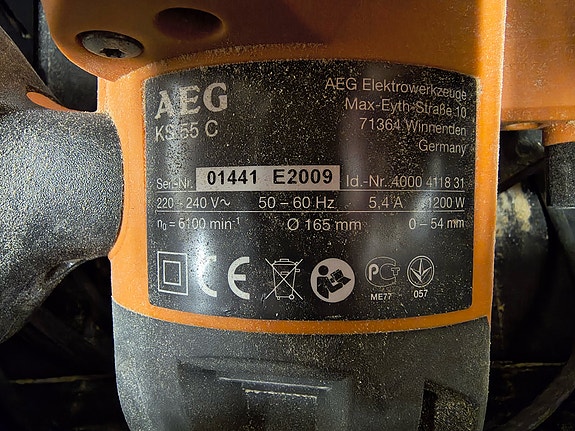 AEG
KS 55 C
AEG Elektrowerkzeuge
Max-Eyth-Straße 10
71364 Winnenden
Germany
Ser.-Nr. 01441 E2009 Id.-Nr. 4000 4118 31
220 - 240 V~ 50 – 60 Hz 5,4 A 1200 W
n₀ = 6100 min⁻¹ Ø 165 mm 0 – 54 mm
CE
ME77
057